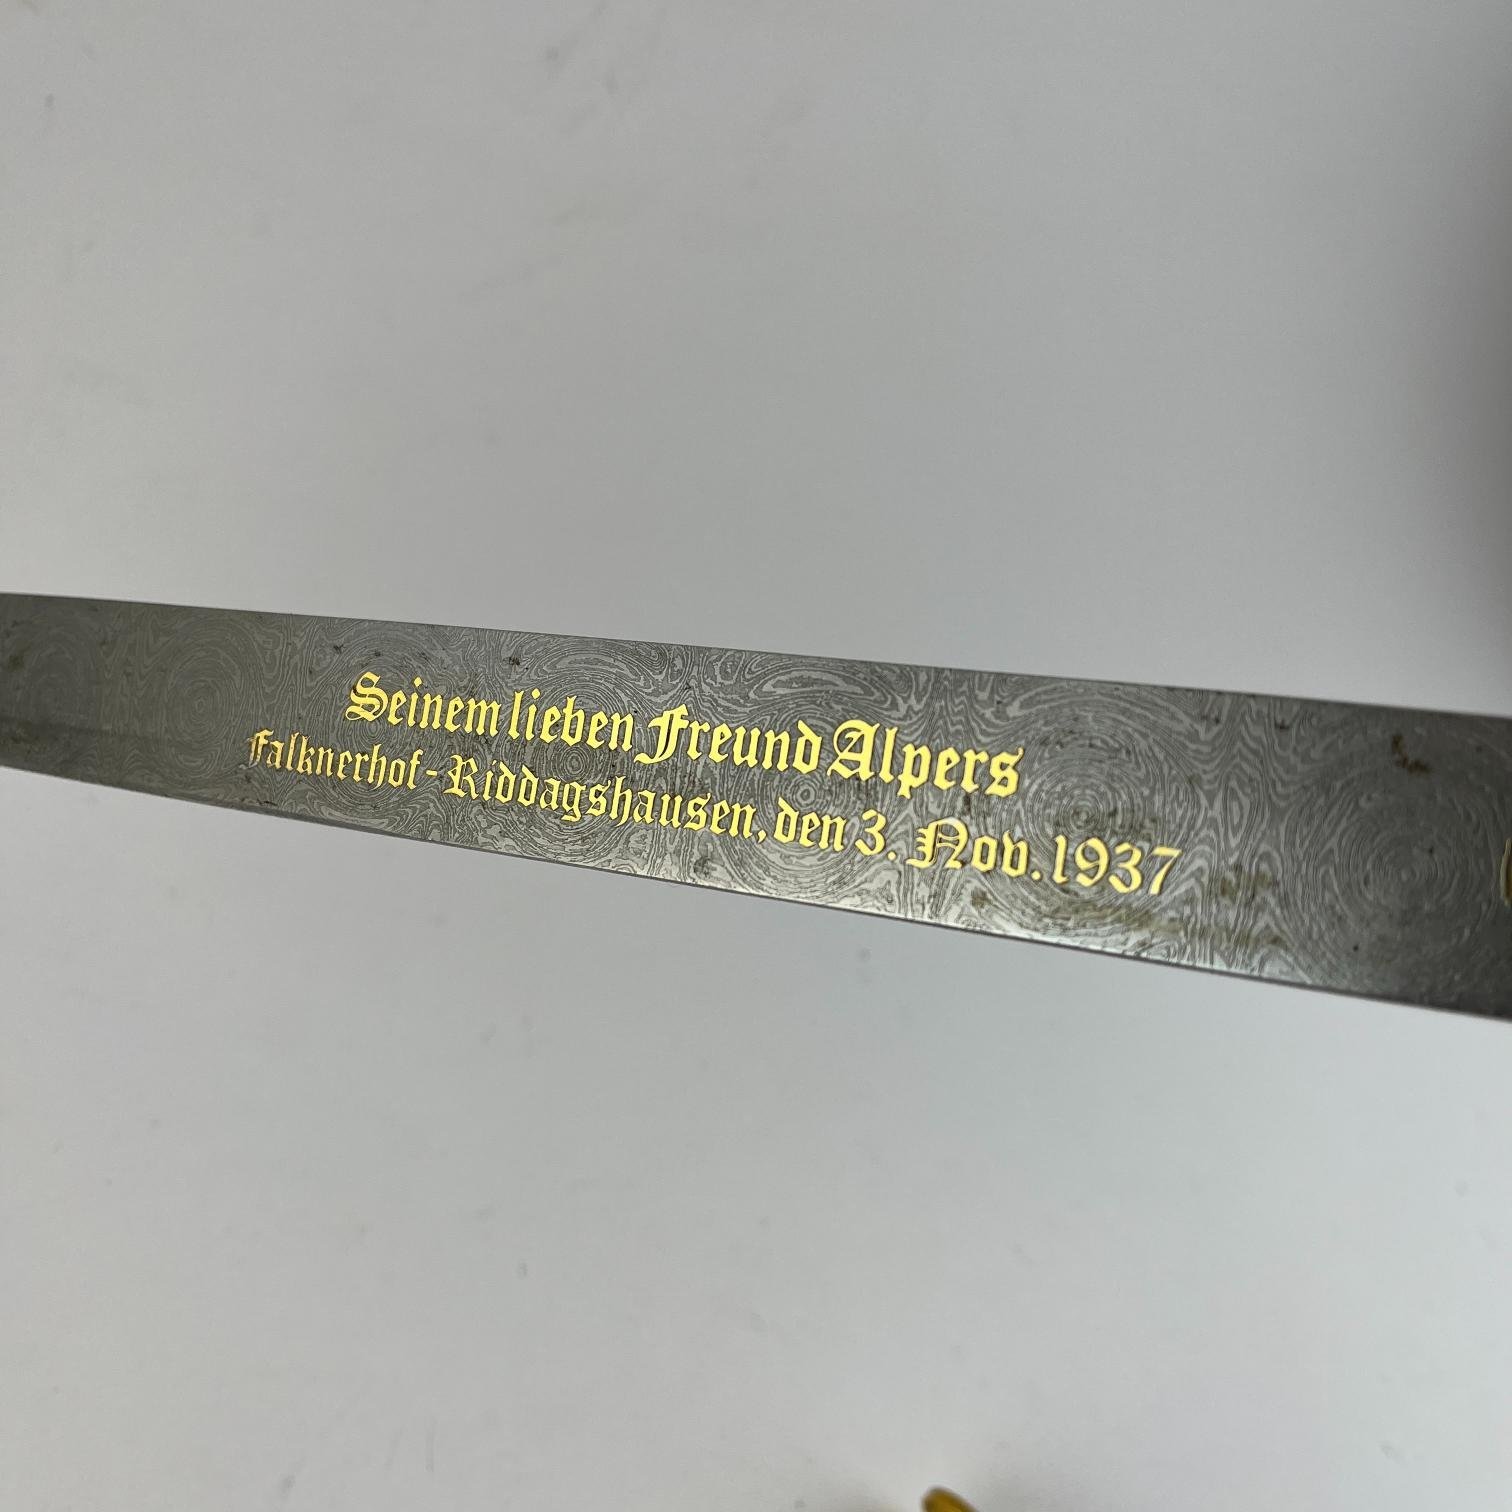 Seinem lieben Freund Alpers
Falknerhof-Riddagshausen, den 3. Nov. 1937